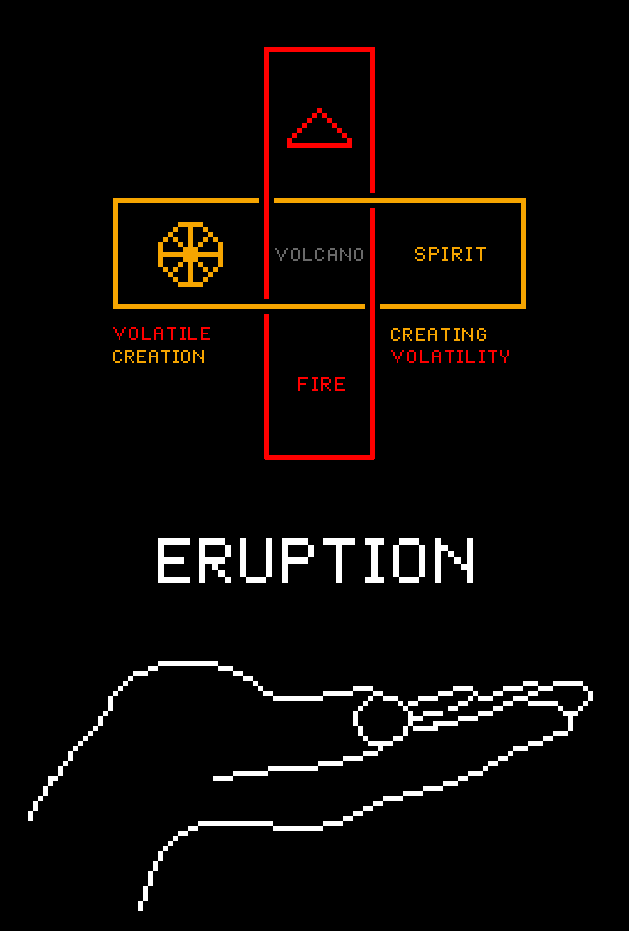 VOLCANO
SPIRIT
VOLATILE
CREATION
CREATING
VOLATILITY
FIRE
ERUPTION